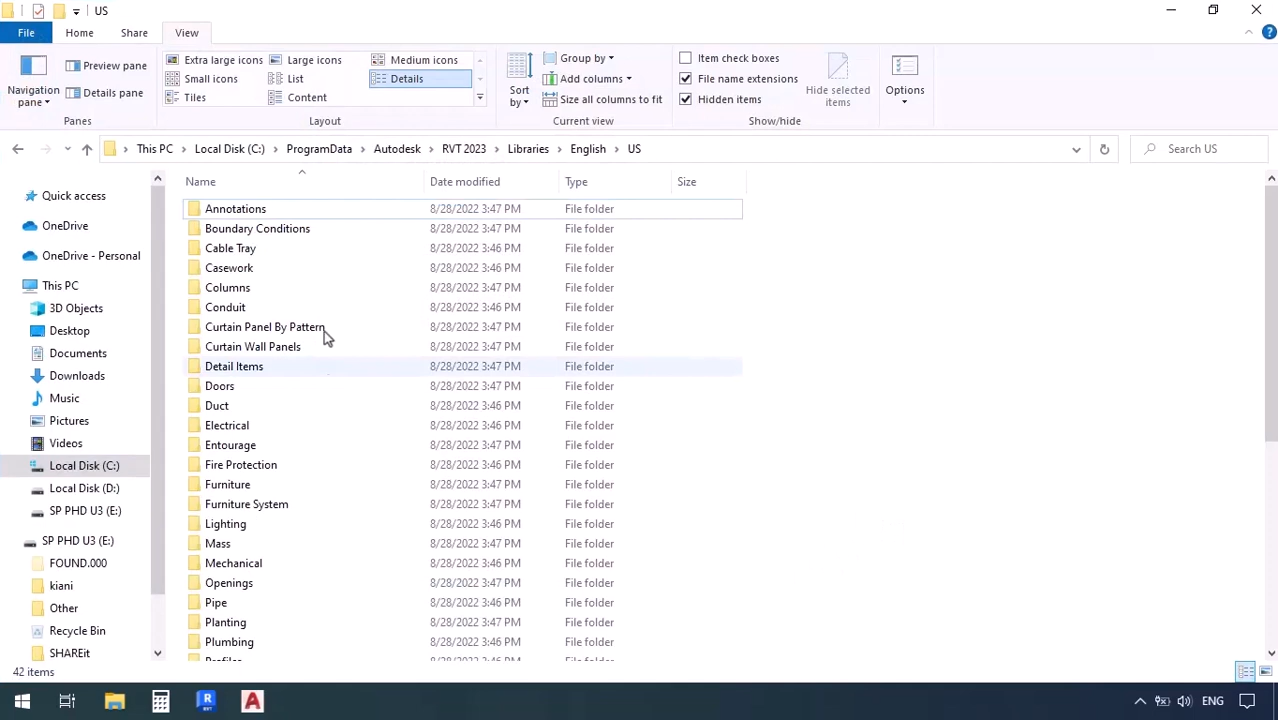 US
File Home Share View
Navigation pane Preview pane Details pane
Panes
Extra large icons Large icons Medium icons
Small icons List Details
Tiles Content
Layout
Sort by Group by Add columns Size all columns to fit
Current view
Item check boxes
File name extensions
Hidden items
Hide selected items
Show/hide
Options
This PC Local Disk (C:) ProgramData Autodesk RVT 2023 Libraries English US
Search US
Name Date modified Type Size
Quick access
OneDrive
OneDrive - Personal
This PC
3D Objects
Desktop
Documents
Downloads
Music
Pictures
Videos
Local Disk (C:)
Local Disk (D:)
SP PHD U3 (E:)
SP PHD U3 (E:)
FOUND.000
kiani
Other
Recycle Bin
SHAREit
Annotations 8/28/2022 3:47 PM File folder
Boundary Conditions 8/28/2022 3:47 PM File folder
Cable Tray 8/28/2022 3:46 PM File folder
Casework 8/28/2022 3:46 PM File folder
Columns 8/28/2022 3:47 PM File folder
Conduit 8/28/2022 3:46 PM File folder
Curtain Panel By Pattern 8/28/2022 3:47 PM File folder
Curtain Wall Panels 8/28/2022 3:47 PM File folder
Detail Items 8/28/2022 3:46 PM File folder
Doors 8/28/2022 3:47 PM File folder
Duct 8/28/2022 3:46 PM File folder
Electrical 8/28/2022 3:46 PM File folder
Entourage 8/28/2022 3:47 PM File folder
Fire Protection 8/28/2022 3:46 PM File folder
Furniture 8/28/2022 3:47 PM File folder
Furniture System 8/28/2022 3:47 PM File folder
Lighting 8/28/2022 3:46 PM File folder
Mass 8/28/2022 3:47 PM File folder
Mechanical 8/28/2022 3:46 PM File folder
Openings 8/28/2022 3:47 PM File folder
Pipe 8/28/2022 3:46 PM File folder
Planting 8/28/2022 3:47 PM File folder
Plumbing 8/28/2022 3:46 PM File folder
42 items
ENG